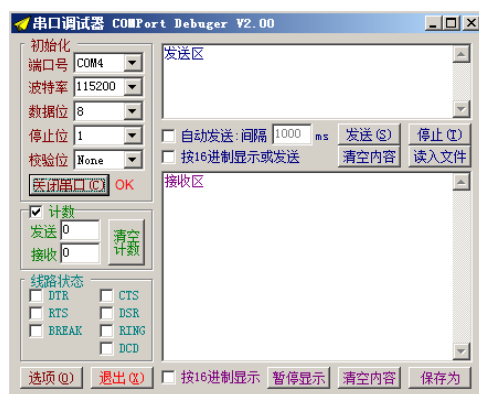 串口调试器 COMPort Debuger V2.00
初始化
端口号 COM4
波特率 115200
数据位 8
停止位 1
校验位 None
关闭串口(C) OK
计数
发送 0
接收 0
清空计数
线路状态
DTR CTS
RTS DSR
BREAK RING
DCD
选项(O) 退出(X)
发送区
自动发送:间隔 1000 ms 发送(S) 停止(T)
按16进制显示或发送 清空内容 读入文件
接收区
按16进制显示 暂停显示 清空内容 保存为